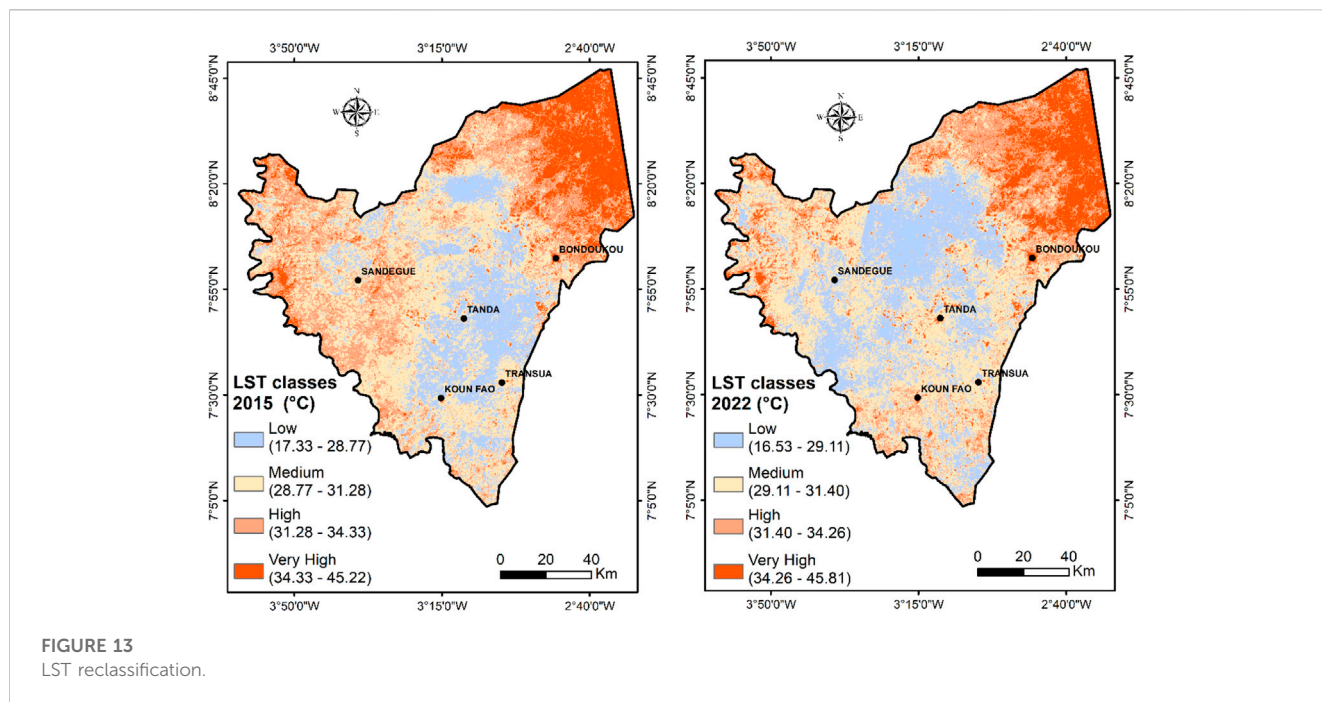 3°50'0"W 3°15'0"W 2°40'0"W
8°45'0"N
8°20'0"N
7°55'0"N
7°30'0"N
7°5'0"N
N
W E
S
BONDOUKOU
SANDEGUE
TANDA
TRANSUA
KOUN FAO
LST classes
2015 (°C)
Low
(17.33 - 28.77)
Medium
(28.77 - 31.28)
High
(31.28 - 34.33)
Very High
(34.33 - 45.22)
0 20 40
Km
8°45'0"N
8°20'0"N
7°55'0"N
7°30'0"N
7°5'0"N
3°50'0"W 3°15'0"W 2°40'0"W
3°50'0"W 3°15'0"W 2°40'0"W
8°45'0"N
8°20'0"N
7°55'0"N
7°30'0"N
7°5'0"N
N
W E
S
BONDOUKOU
SANDEGUE
TANDA
TRANSUA
KOUN FAO
LST classes
2022 (°C)
Low
(16.53 - 29.11)
Medium
(29.11 - 31.40)
High
(31.40 - 34.26)
Very High
(34.26 - 45.81)
0 20 40
Km
8°45'0"N
8°20'0"N
7°55'0"N
7°30'0"N
7°5'0"N
3°50'0"W 3°15'0"W 2°40'0"W
FIGURE 13
LST reclassification.